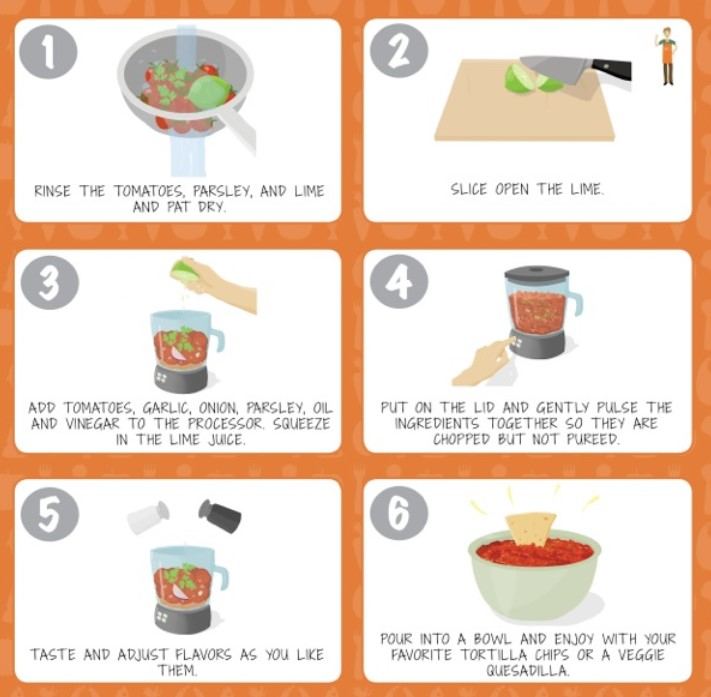 1
RINSE THE TOMATOES, PARSLEY, AND LIME
AND PAT DRY.
2
SLICE OPEN THE LIME.
3
ADD TOMATOES, GARLIC, ONION, PARSLEY, OIL
AND VINEGAR TO THE PROCESSOR. SQUEEZE
IN THE LIME JUICE.
4
PUT ON THE LID AND GENTLY PULSE THE
INGREDIENTS TOGETHER SO THEY ARE
CHOPPED BUT NOT PUREED.
5
TASTE AND ADJUST FLAVORS AS YOU LIKE
THEM.
6
POUR INTO A BOWL AND ENJOY WITH YOUR
FAVORITE TORTILLA CHIPS OR A VEGGIE
QUESADILLA.